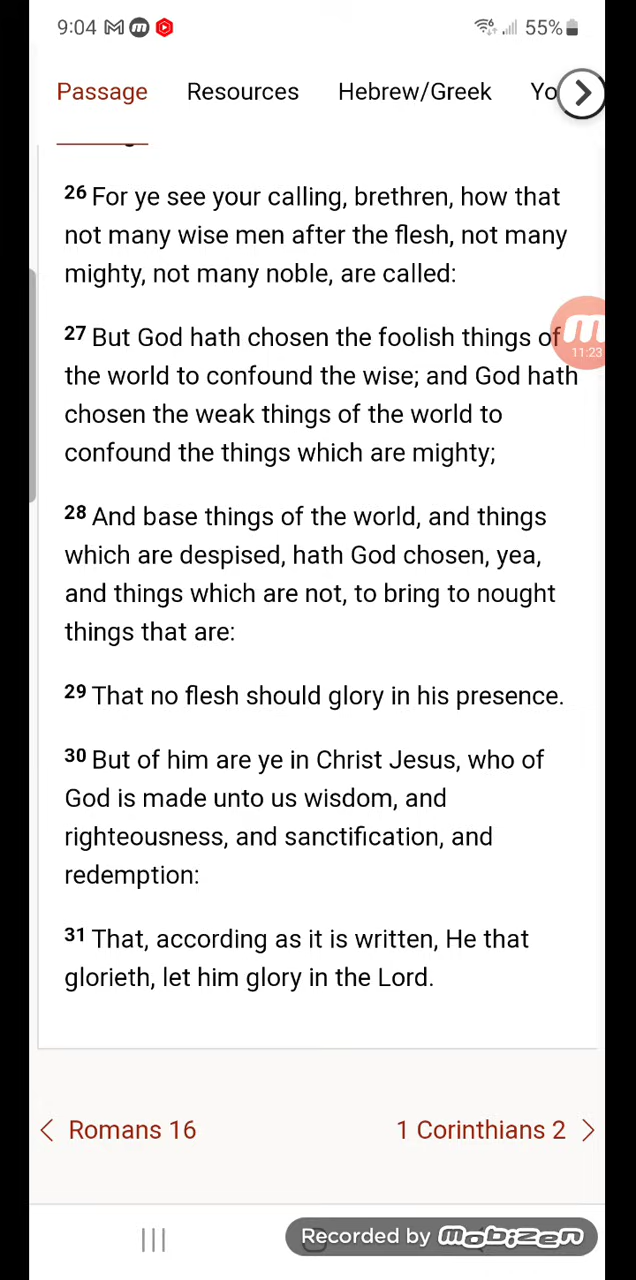 9:04 M m 55%
Passage Resources Hebrew/Greek Yo
26 For ye see your calling, brethren, how that
not many wise men after the flesh, not many
mighty, not many noble, are called:
27 But God hath chosen the foolish things of
the world to confound the wise; and God hath
chosen the weak things of the world to
confound the things which are mighty;
m
11:23
28 And base things of the world, and things
which are despised, hath God chosen, yea,
and things which are not, to bring to nought
things that are:
29 That no flesh should glory in his presence.
30 But of him are ye in Christ Jesus, who of
God is made unto us wisdom, and
righteousness, and sanctification, and
redemption:
31 That, according as it is written, He that
glorieth, let him glory in the Lord.
Romans 16 1 Corinthians 2
Recorded by mobizen